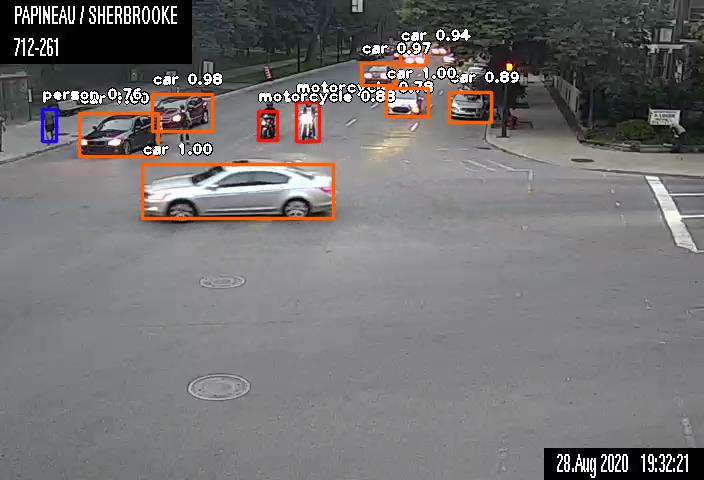 PAPINEAU / SHERBROOKE
712-261
car 0.94
car 0.97
car 1.00
car 0.89
car 0.98
motorcycle
person 0.76
motorcycle 0.88
car 1.00
28.Aug 2020 19:32:21